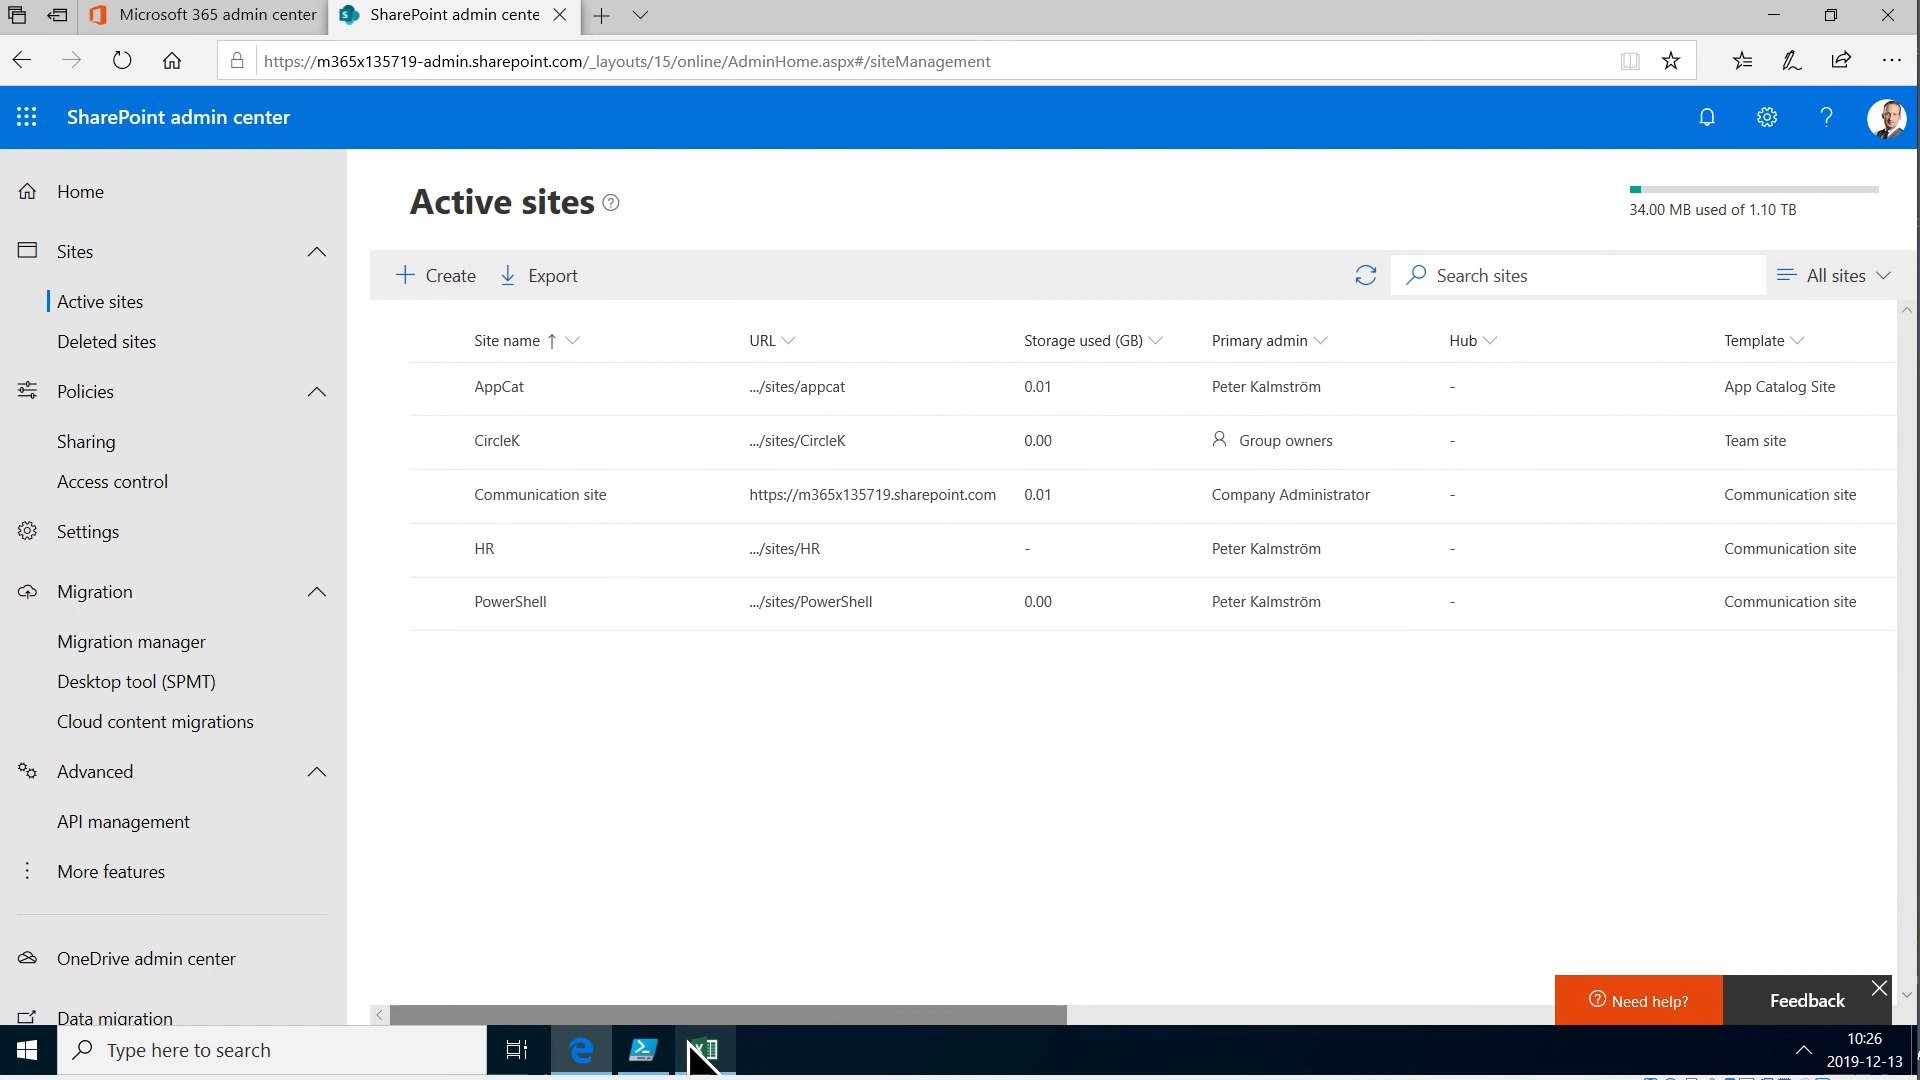 Microsoft 365 admin center
SharePoint admin cente
https://m365x135719-admin.sharepoint.com/_layouts/15/online/AdminHome.aspx#/siteManagement
SharePoint admin center
Home
Sites
Active sites
Deleted sites
Policies
Sharing
Access control
Settings
Migration
Migration manager
Desktop tool (SPMT)
Cloud content migrations
Advanced
API management
More features
OneDrive admin center
Data migration
Active sites
34.00 MB used of 1.10 TB
Create Export Search sites All sites
Site name URL Storage used (GB) Primary admin Hub Template
AppCat .../sites/appcat 0.01 Peter Kalmström - App Catalog Site
CircleK .../sites/CircleK 0.00 Group owners - Team site
Communication site https://m365x135719.sharepoint.com 0.01 Company Administrator - Communication site
HR .../sites/HR - Peter Kalmström - Communication site
PowerShell .../sites/PowerShell 0.00 Peter Kalmström - Communication site
Need help? Feedback
Type here to search
10:26
2019-12-13